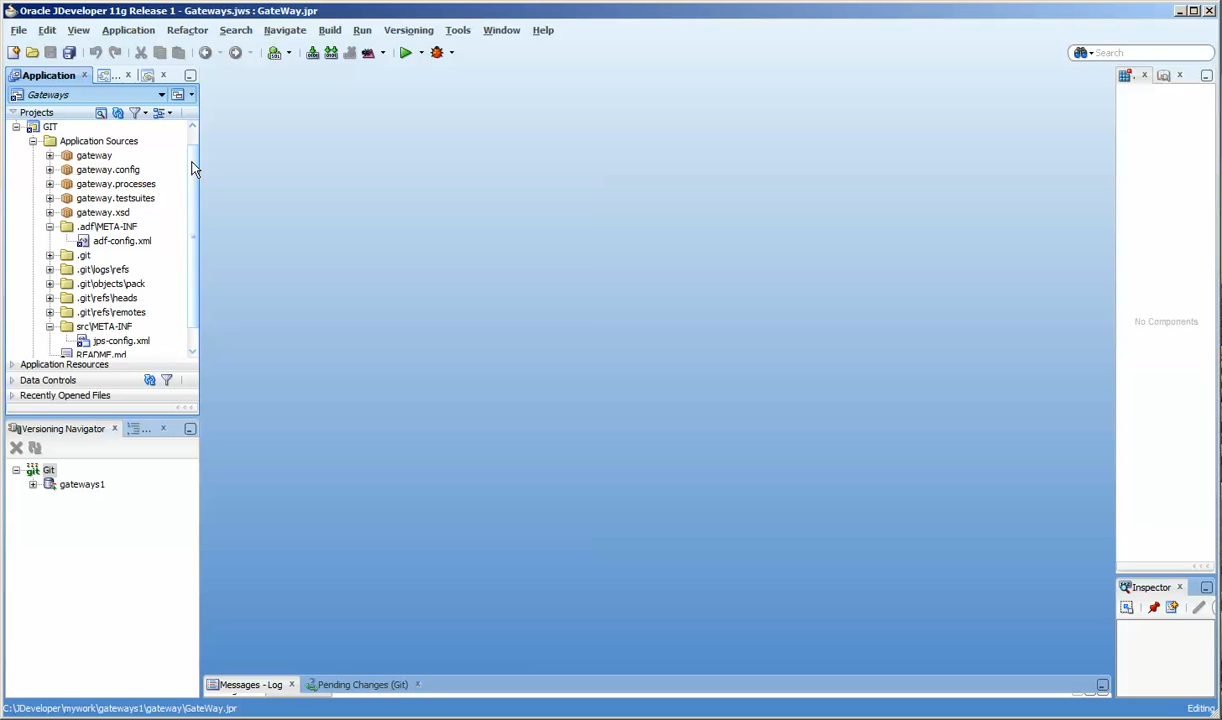 Oracle JDeveloper 11g Release 1 - Gateways.jws : GateWay.jpr
File Edit View Application Refactor Search Navigate Build Run Versioning Tools Window Help
Search
Application
...
Gateways
Projects
GIT
Application Sources
gateway
gateway.config
gateway.processes
gateway.testsuites
gateway.xsd
.adf\META-INF
adf-config.xml
.git
.git\logs\refs
.git\objects\pack
.git\refs\heads
.git\refs\remotes
src\META-INF
jps-config.xml
README.md
Application Resources
Data Controls
Recently Opened Files
Versioning Navigator
...
Git
gateways1
No Components
Inspector
Messages - Log
Pending Changes (Git)
C:\JDeveloper\mywork\gateways1\gateway\GateWay.jpr
Editing